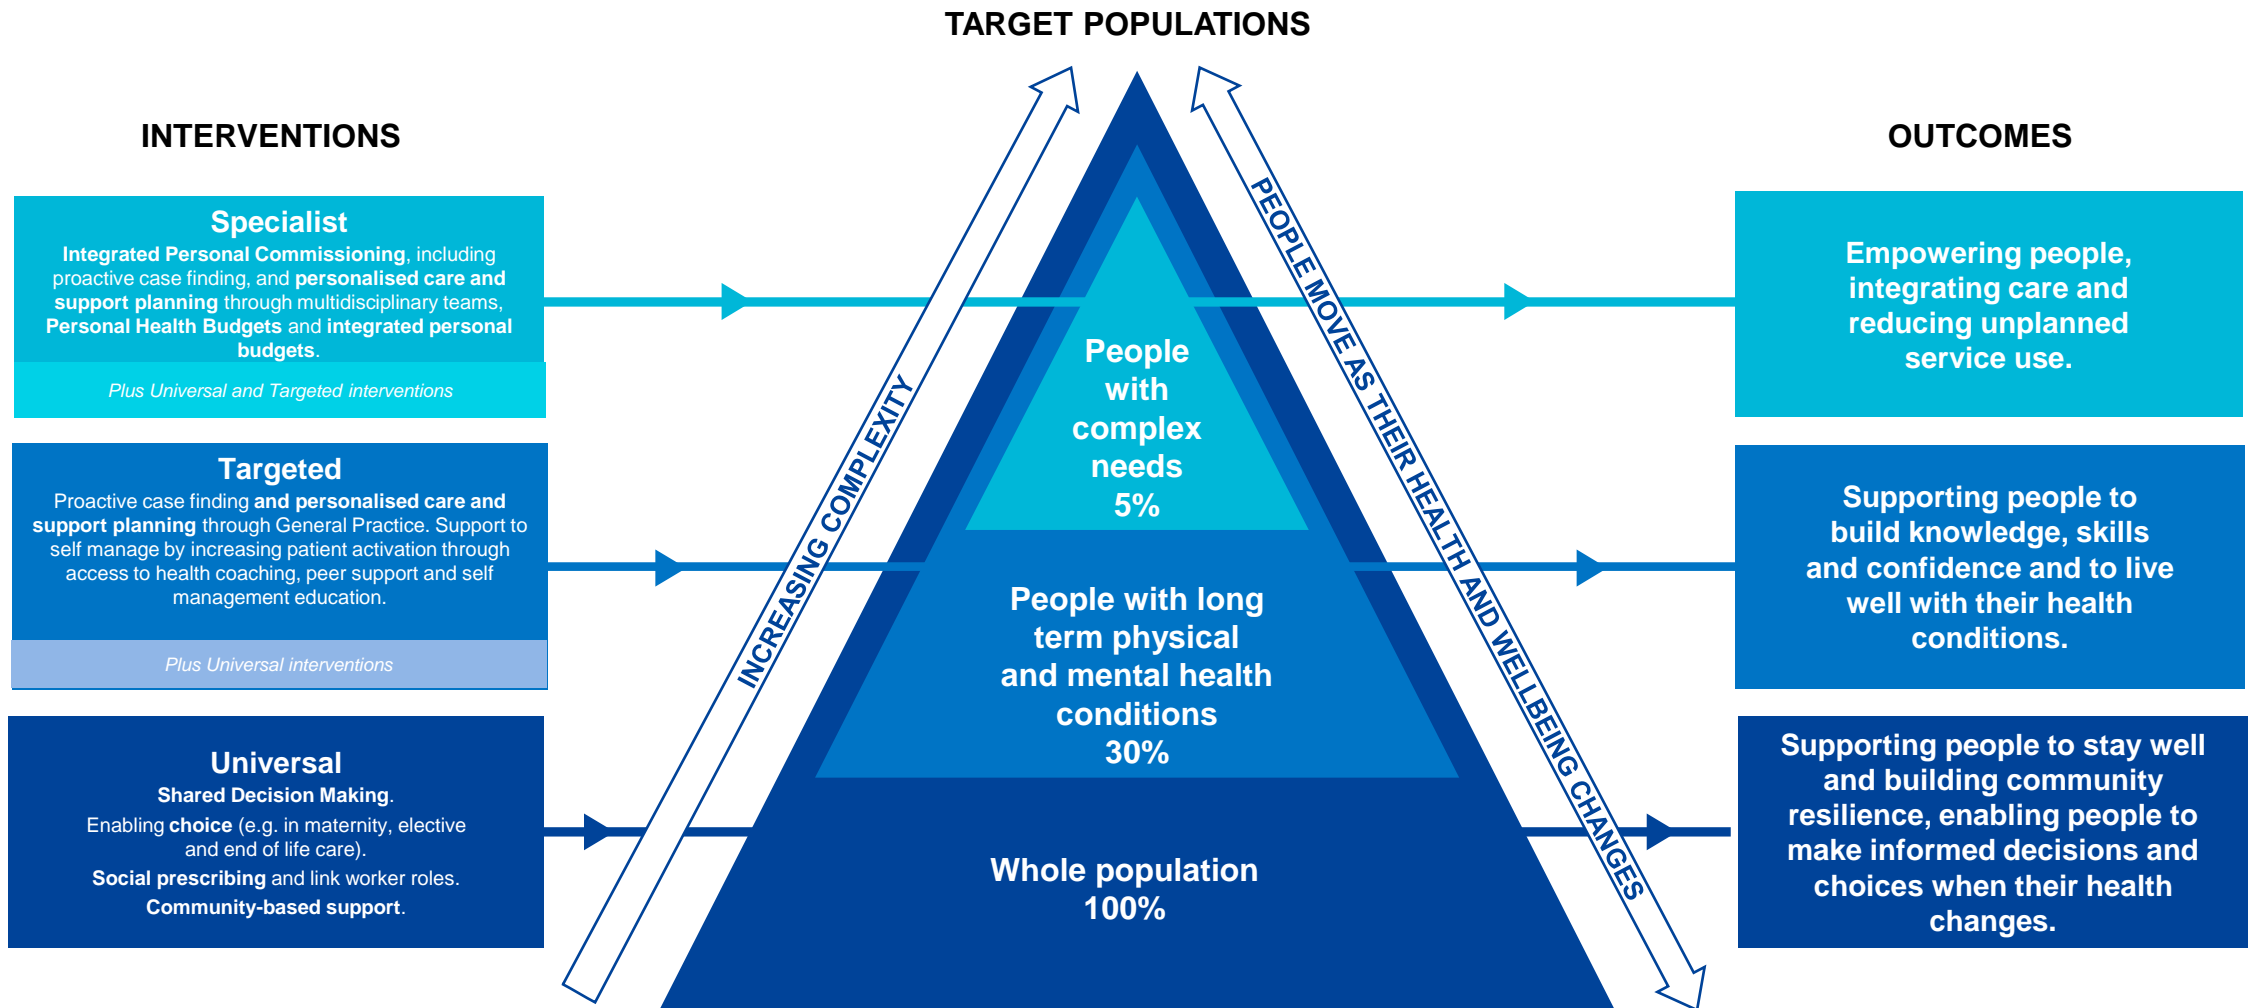 TARGET POPULATIONS
INTERVENTIONS
Specialist
Integrated Personal Commissioning, including
proactive case finding, and personalised care and
support planning through multidisciplinary teams,
Personal Health Budgets and integrated personal
budgets.
Plus Universal and Targeted interventions
Targeted
Proactive case finding and personalised care and
support planning through General Practice. Support to
self manage by increasing patient activation through
access to health coaching, peer support and self
management education.
Plus Universal interventions
Universal
Shared Decision Making.
Enabling choice (e.g. in maternity, elective
and end of life care).
Social prescribing and link worker roles.
Community-based support.
INCREASING COMPLEXITY
People
with
complex
needs
5%
People with long
term physical
and mental health
conditions
30%
Whole population
100%
PEOPLE MOVE AS THEIR HEALTH AND WELLBEING CHANGES
OUTCOMES
Empowering people,
integrating care and
reducing unplanned
service use.
Supporting people to
build knowledge, skills
and confidence and to live
well with their health
conditions.
Supporting people to stay well
and building community
resilience, enabling people to
make informed decisions and
choices when their health
changes.